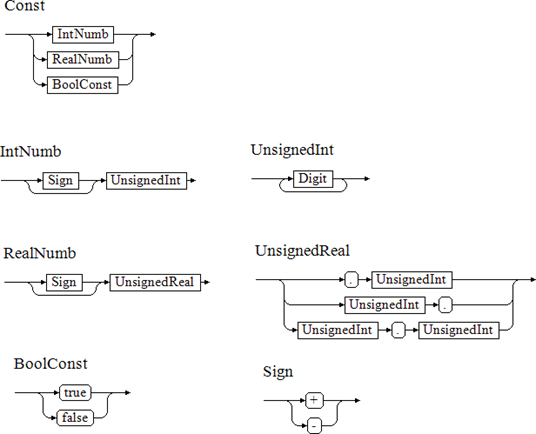 Const
IntNumb
RealNumb
BoolConst
IntNumb
Sign UnsignedInt
UnsignedInt
Digit
RealNumb
Sign UnsignedReal
UnsignedReal
. UnsignedInt
UnsignedInt .
UnsignedInt . UnsignedInt
BoolConst
true
false
Sign
+
-